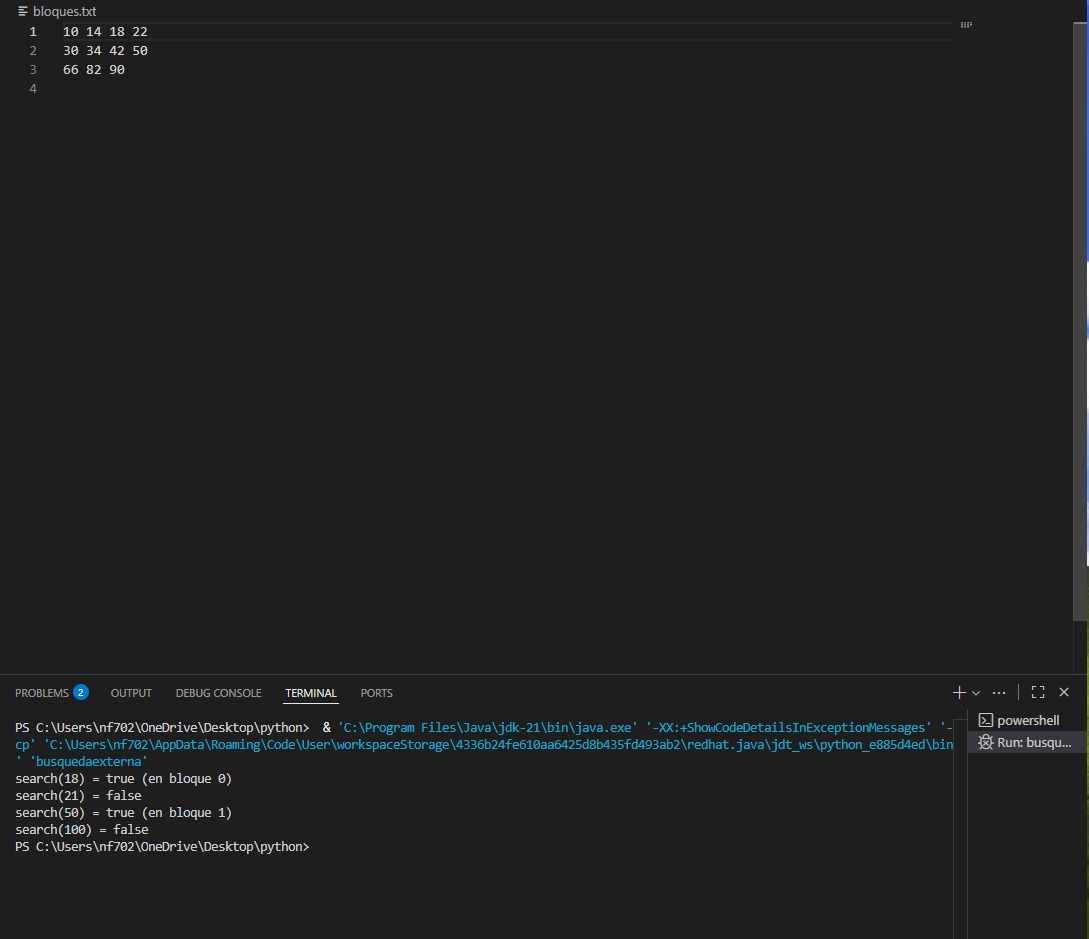 bloques.txt
1 10 14 18 22
2 30 34 42 50
3 66 82 90
4
PROBLEMS 2 OUTPUT DEBUG CONSOLE TERMINAL PORTS
PS C:\Users\nf702\OneDrive\Desktop\python>  & 'C:\Program Files\Java\jdk-21\bin\java.exe' '-XX:+ShowCodeDetailsInExceptionMessages' '-
cp' 'C:\Users\nf702\AppData\Roaming\Code\User\workspaceStorage\4336b24fe610aa6425d8b435fd493ab2\redhat.java\jdt_ws\python_e885d4ed\bin
' 'busquedaexterna'
search(18) = true (en bloque 0)
search(21) = false
search(50) = true (en bloque 1)
search(100) = false
PS C:\Users\nf702\OneDrive\Desktop\python>
powershell
Run: busqu...